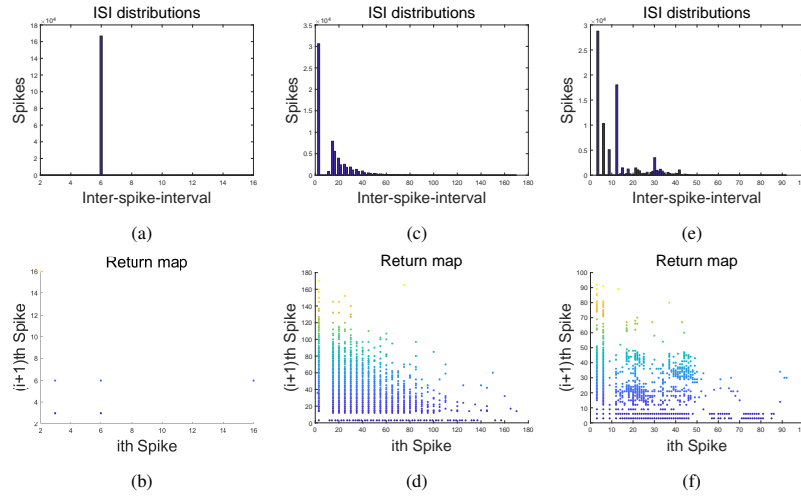 ISI distributions
×10⁴
18
16
14
12
10
8
6
4
2
0
Spikes
2 4 6 8 10 12 14 16
Inter-spike-interval
(a)
ISI distributions
×10⁴
3.5
3
2.5
2
1.5
1
0.5
0
Spikes
0 20 40 60 80 100 120 140 160 180
Inter-spike-interval
(c)
ISI distributions
×10⁴
3
2.5
2
1.5
1
0.5
0
Spikes
0 10 20 30 40 50 60 70 80 90 100
Inter-spike-interval
(e)
Return map
16
14
12
10
8
6
4
2
(i+1)th Spike
2 4 6 8 10 12 14 16
ith Spike
(b)
Return map
180
160
140
120
100
80
60
40
20
0
(i+1)th Spike
0 20 40 60 80 100 120 140 160 180
ith Spike
(d)
Return map
100
90
80
70
60
50
40
30
20
10
0
(i+1)th Spike
0 10 20 30 40 50 60 70 80 90 100
ith Spike
(f)